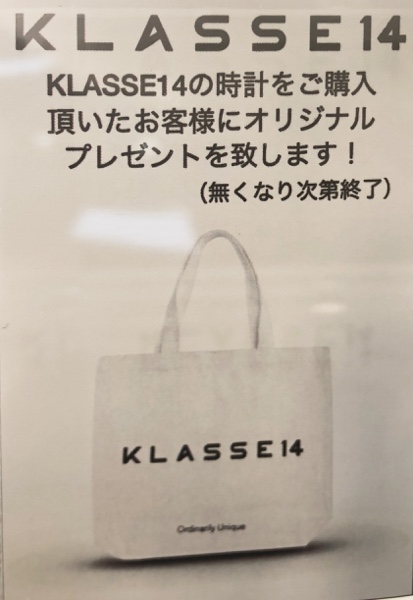 KLASSE14
KLASSE14の時計をご購入
頂いたお客様にオリジナル
プレゼントを致します！
（無くなり次第終了）
KLASSE14
Ordinarily Unique